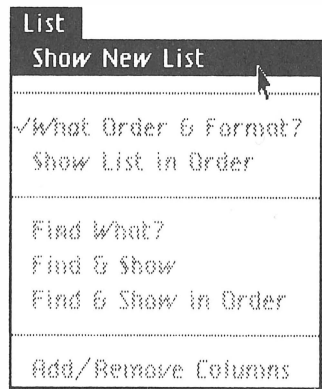 List
Show New List
✓What Order & Format?
Show List in Order
Find What?
Find & Show
Find & Show in Order
Add/Remove Columns